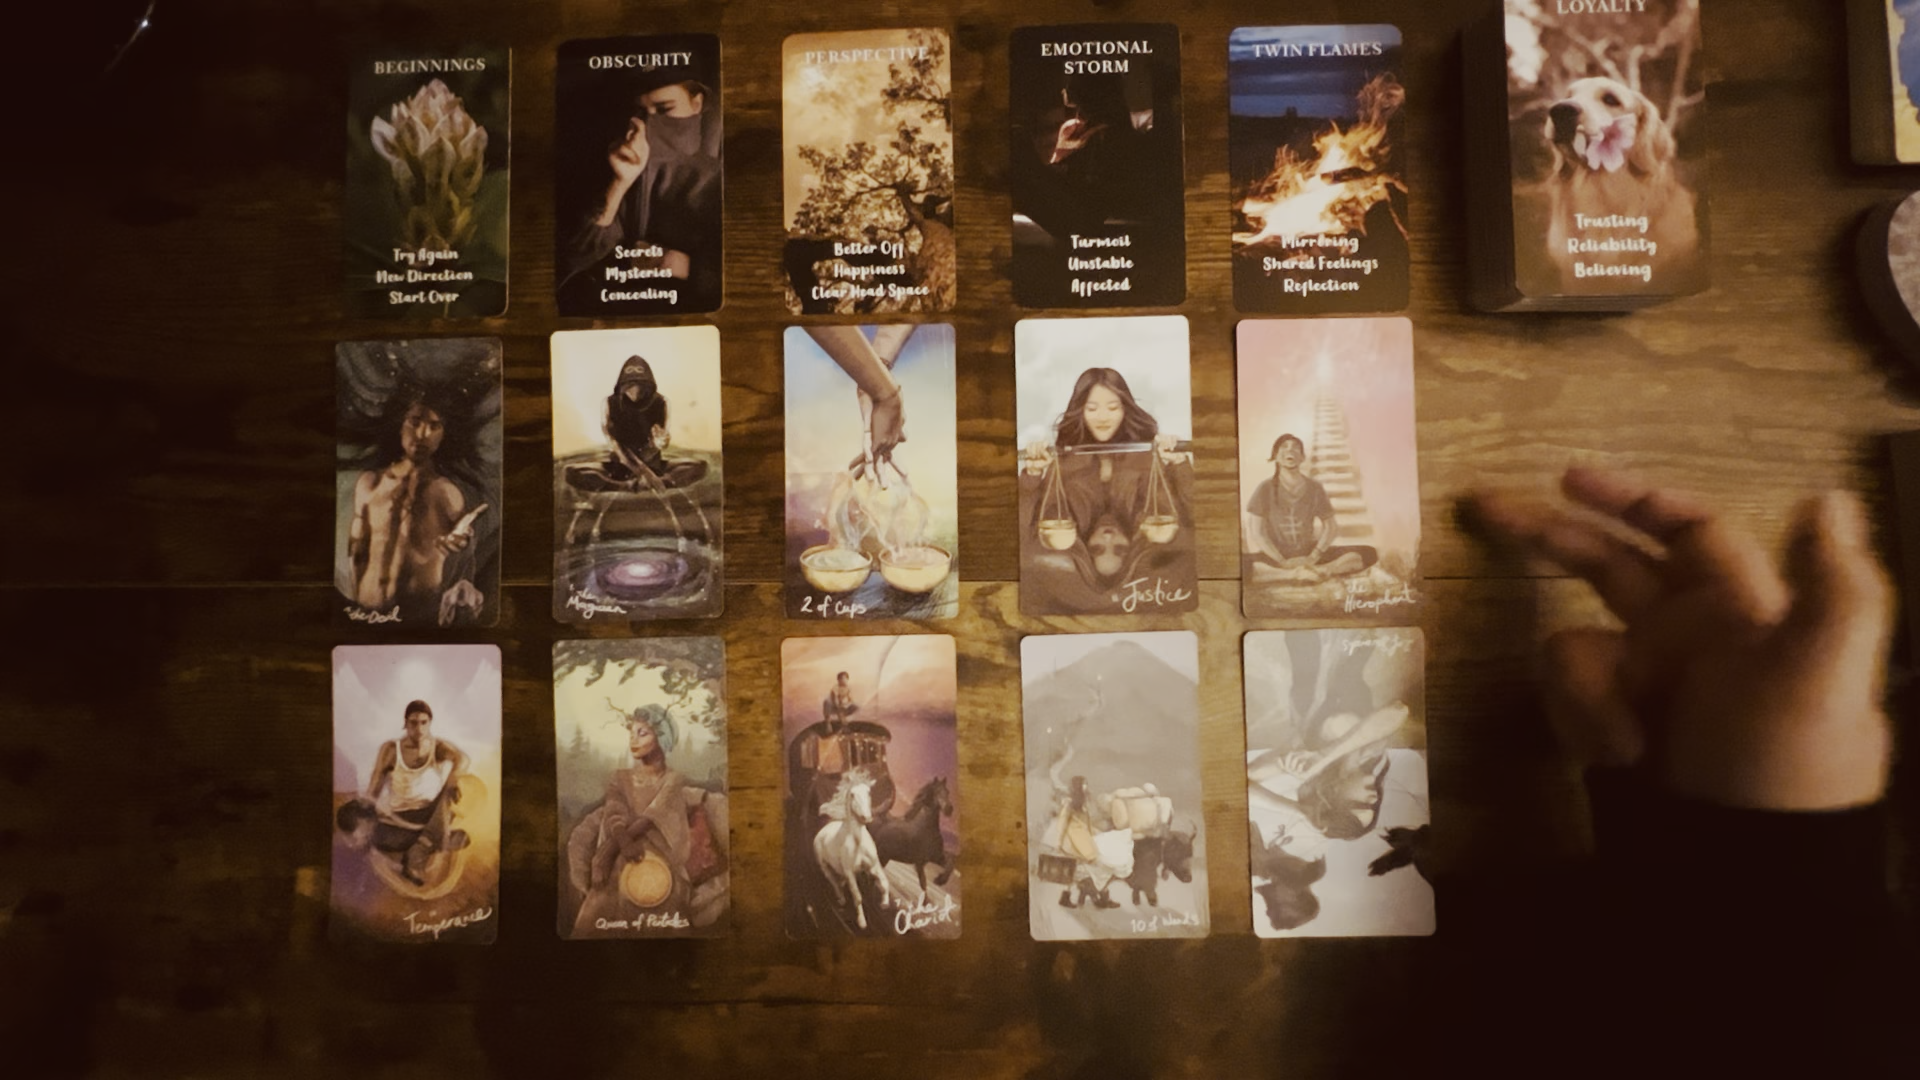 BEGINNINGS
Try Again
New Direction
Start Over
OBSCURITY
Secrets
Mysteries
Concealing
PERSPECTIVE
Better Off
Happiness
Clear Head Space
EMOTIONAL
STORM
Turmoil
Unstable
Affected
TWIN FLAMES
Mirroring
Shared Feelings
Reflection
LOYALTY
Trusting
Reliability
Believing
the Devil
the
Magician
2 of Cups
Justice
the
Hierophant
Temperance
Queen of Pentacles
the
Chariot
10 of Wands